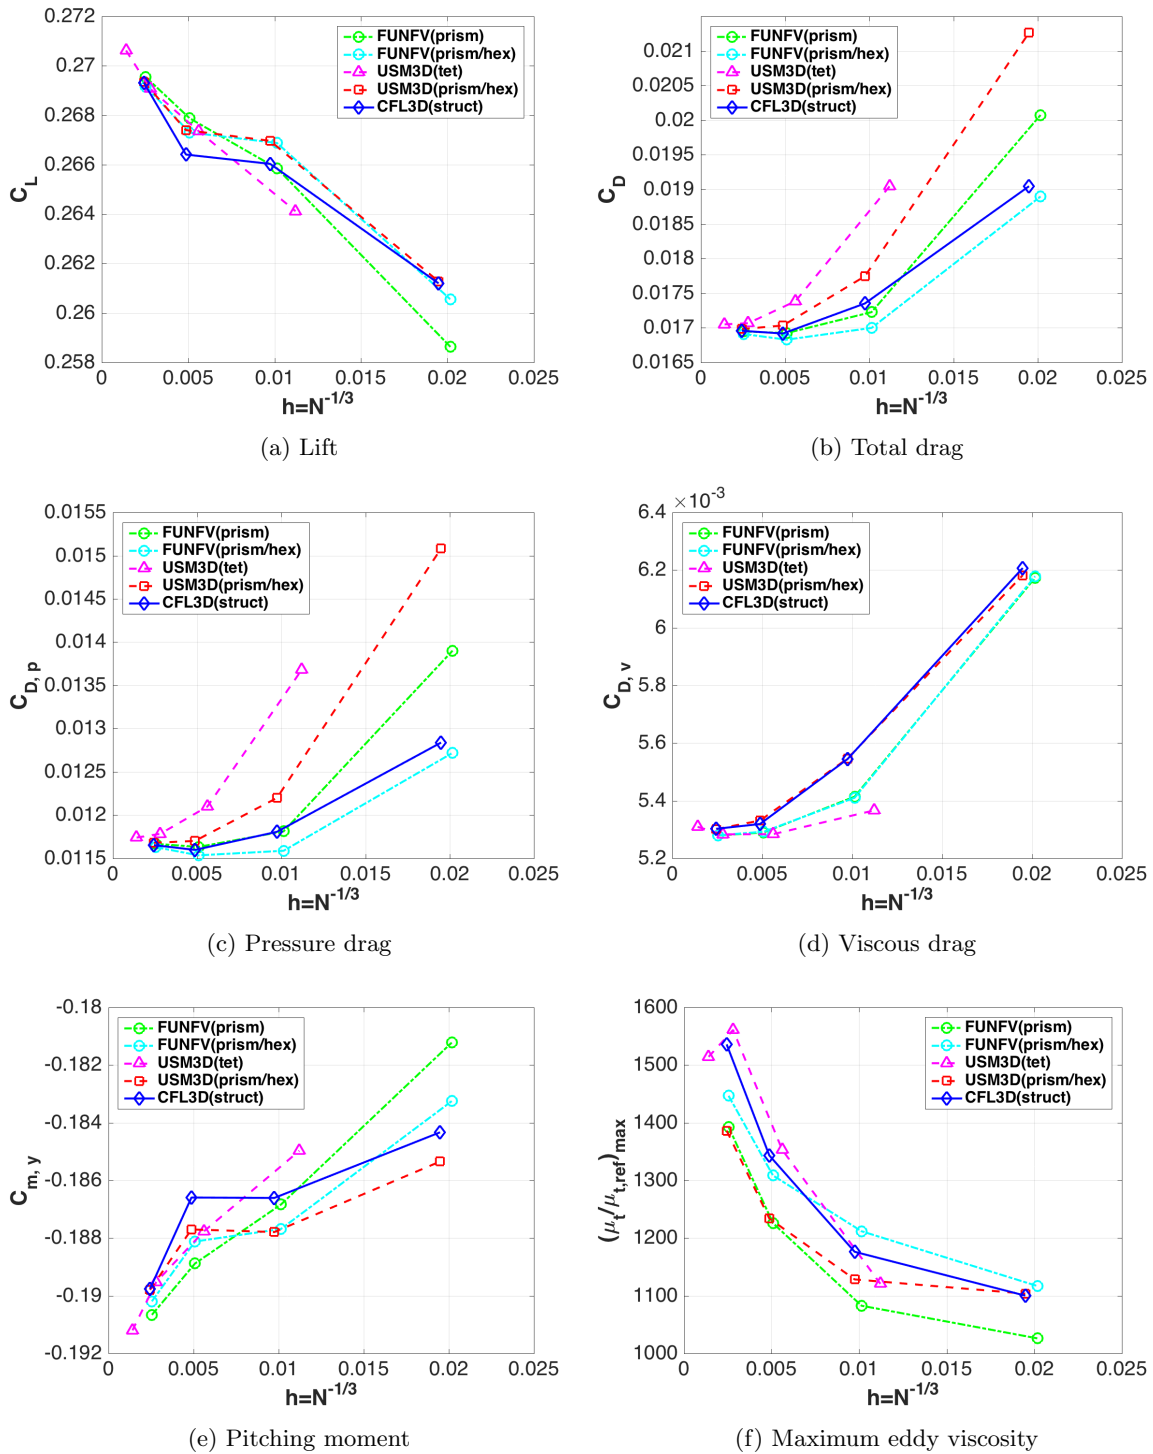 0.272
0.27
0.268
0.266
0.264
0.262
0.26
0.258
C_L
FUNFV(prism)
FUNFV(prism/hex)
USM3D(tet)
USM3D(prism/hex)
CFL3D(struct)
0 0.005 0.01 0.015 0.02 0.025
h=N^{-1/3}
(a) Lift
0.021
0.0205
0.02
0.0195
0.019
0.0185
0.018
0.0175
0.017
0.0165
C_D
FUNFV(prism)
FUNFV(prism/hex)
USM3D(tet)
USM3D(prism/hex)
CFL3D(struct)
0 0.005 0.01 0.015 0.02 0.025
h=N^{-1/3}
(b) Total drag
0.0155
0.015
0.0145
0.014
0.0135
0.013
0.0125
0.012
0.0115
C_{D, p}
FUNFV(prism)
FUNFV(prism/hex)
USM3D(tet)
USM3D(prism/hex)
CFL3D(struct)
0 0.005 0.01 0.015 0.02 0.025
h=N^{-1/3}
(c) Pressure drag
×10^{-3}
6.4
6.2
6
5.8
5.6
5.4
5.2
C_{D, v}
FUNFV(prism)
FUNFV(prism/hex)
USM3D(tet)
USM3D(prism/hex)
CFL3D(struct)
0 0.005 0.01 0.015 0.02 0.025
h=N^{-1/3}
(d) Viscous drag
-0.18
-0.182
-0.184
-0.186
-0.188
-0.19
-0.192
C_{m, y}
FUNFV(prism)
FUNFV(prism/hex)
USM3D(tet)
USM3D(prism/hex)
CFL3D(struct)
0 0.005 0.01 0.015 0.02 0.025
h=N^{-1/3}
(e) Pitching moment
1600
1500
1400
1300
1200
1100
1000
(μ_t/μ_{t,ref})_{max}
FUNFV(prism)
FUNFV(prism/hex)
USM3D(tet)
USM3D(prism/hex)
CFL3D(struct)
0 0.005 0.01 0.015 0.02 0.025
h=N^{-1/3}
(f) Maximum eddy viscosity